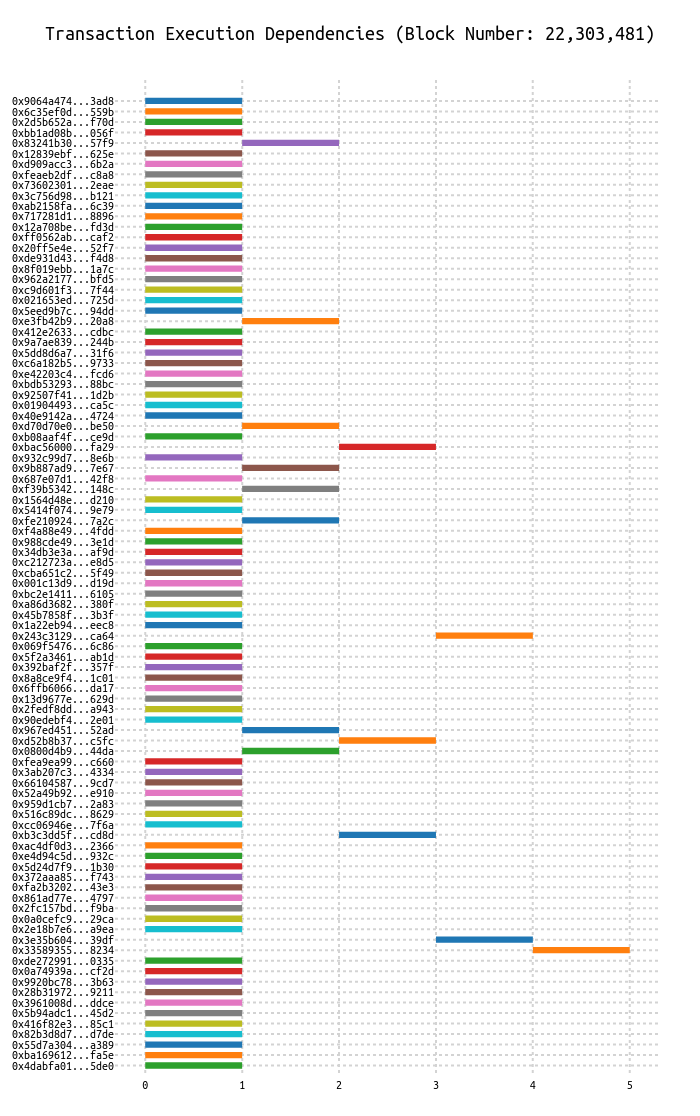 Transaction Execution Dependencies (Block Number: 22,303,481)
0x9064a474...3ad8
0x6c35ef0d...559b
0x2d5b652a...f70d
0xbb1ad08b...056f
0x83241b30...57f9
0x12839ebf...625e
0xd909acc3...6b2a
0xfeaeb2df...c8a8
0x73602301...2eae
0x3c756d98...b121
0xab2158fa...6c39
0x717281d1...8896
0x12a708be...fd3d
0xff0562ab...caf2
0x20ff5e4e...52f7
0xde931d43...f4d8
0x8f019ebb...1a7c
0x962a2177...bfd5
0xc9d601f3...7f44
0x021653ed...725d
0x5eed9b7c...94dd
0xe3fb42b9...20a8
0x412e2633...cdbc
0x9a7ae839...244b
0x5dd8d6a7...31f6
0xc6a182b5...9733
0xe42203c4...fcd6
0xbdb53293...88bc
0x92507f41...1d2b
0x01904493...ca5c
0x40e9142a...4724
0xd70d70e0...be50
0xb08aaf4f...ce9d
0xbac56000...fa29
0x932c99d7...8e6b
0x9b887ad9...7e67
0x687e07d1...42f8
0xf39b5342...148c
0x1564d48e...d210
0x5414f074...9e79
0xfe210924...7a2c
0xf4a88e49...4fdd
0x988cde49...3e1d
0x34db3e3a...af9d
0xc212723a...e8d5
0xcba651c2...5f49
0x001c13d9...d19d
0xbc2e1411...6105
0xa86d3682...380f
0x45b7858f...3b3f
0x1a22eb94...eec8
0x243c3129...ca64
0x069f5476...6c86
0x5f2a3461...ab1d
0x392baf2f...357f
0x8a8ce9f4...1c01
0x6ffb6066...da17
0x13d9677e...629d
0x2fedf8dd...a943
0x90edebf4...2e01
0x967ed451...52ad
0xd52b8b37...c5fc
0x0800d4b9...44da
0xfea9ea99...c660
0x3ab207c3...4334
0x66104587...9cd7
0x52a49b92...e910
0x959d1cb7...2a83
0x516c89dc...8629
0xcc06946e...7f6a
0xb3c3dd5f...cd8d
0xac4df0d3...2366
0xe4d94c5d...932c
0x5d24d7f9...1b30
0x372aaa85...f743
0xfa2b3202...43e3
0x861ad77e...4797
0x2fc157bd...f9ba
0x0a0cefc9...29ca
0x2e18b7e6...a9ea
0x3e35b604...39df
0x33589355...8234
0xde272991...0335
0x0a74939a...cf2d
0x9920bc78...3b63
0x28b31972...9211
0x3961008d...ddce
0x5b94adc1...45d2
0x416f82e3...85c1
0x82b3d8d7...d7de
0x55d7a304...a389
0xba169612...fa5e
0x4dabfa01...5de0
0 1 2 3 4 5